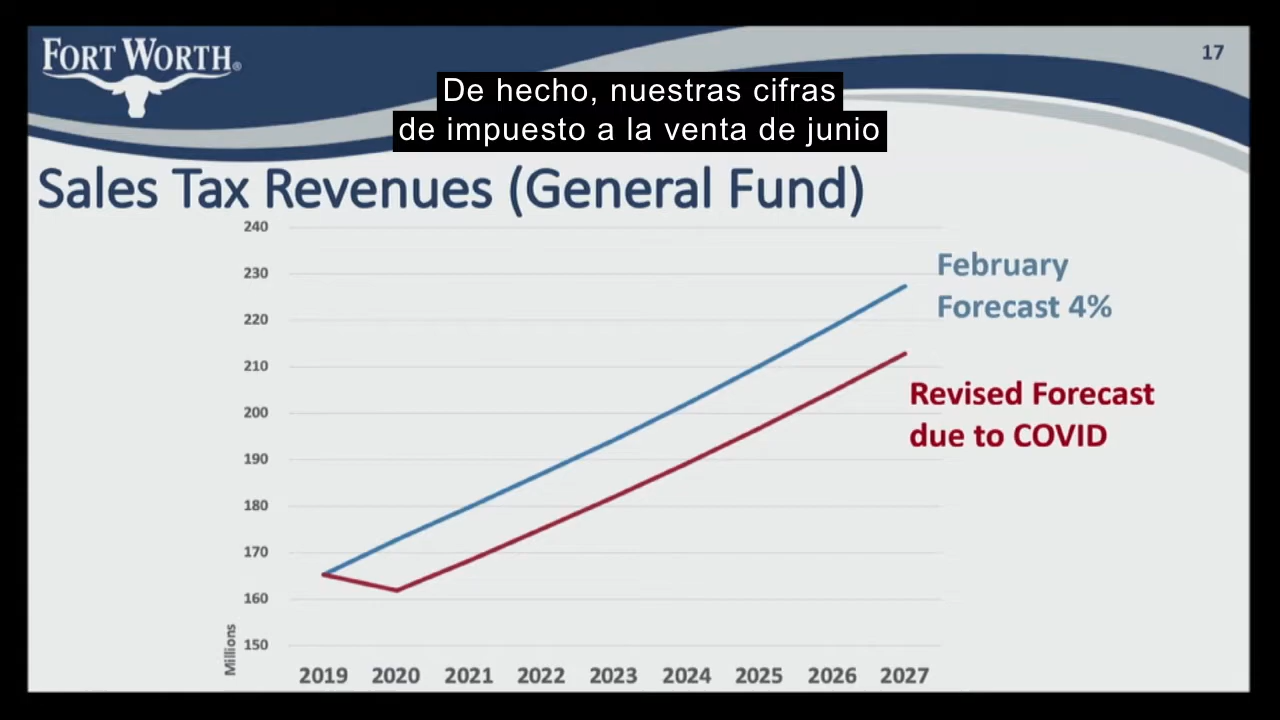 FORT WORTH®
17
De hecho, nuestras cifras
de impuesto a la venta de junio
Sales Tax Revenues (General Fund)
240
230
220
210
200
190
180
170
160
150
Millions
February
Forecast 4%
Revised Forecast
due to COVID
2019 2020 2021 2022 2023 2024 2025 2026 2027